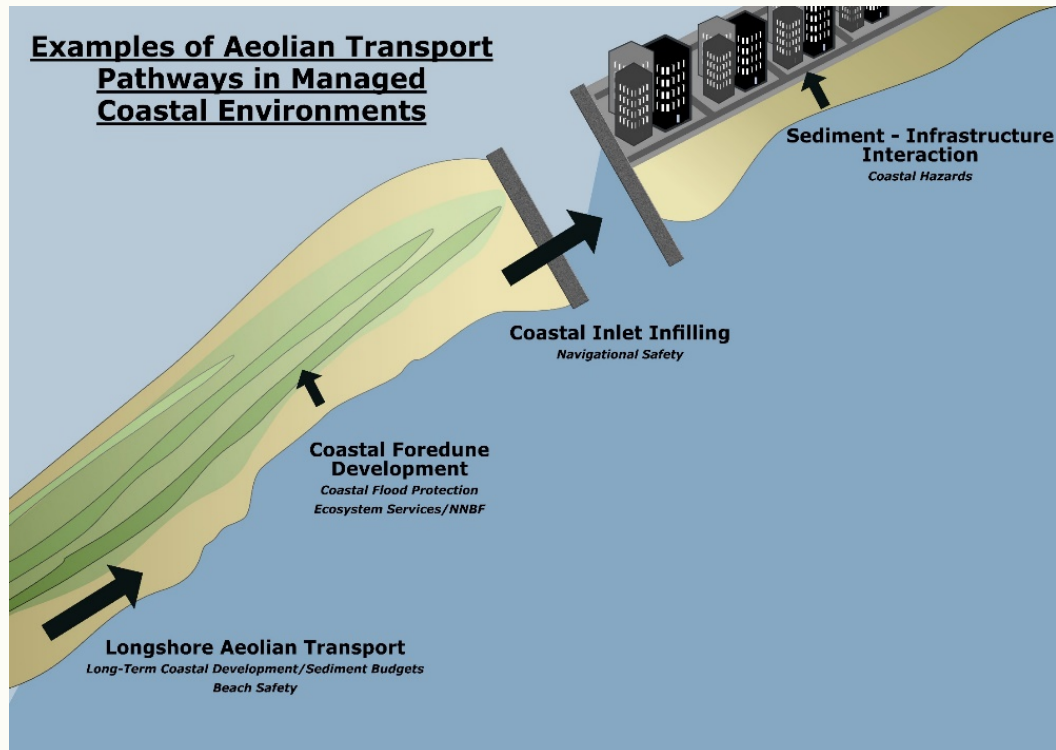 Examples of Aeolian Transport
Pathways in Managed
Coastal Environments
Sediment - Infrastructure
Interaction
Coastal Hazards
Coastal Inlet Infilling
Navigational Safety
Coastal Foredune
Development
Coastal Flood Protection
Ecosystem Services/NNBF
Longshore Aeolian Transport
Long-Term Coastal Development/Sediment Budgets
Beach Safety